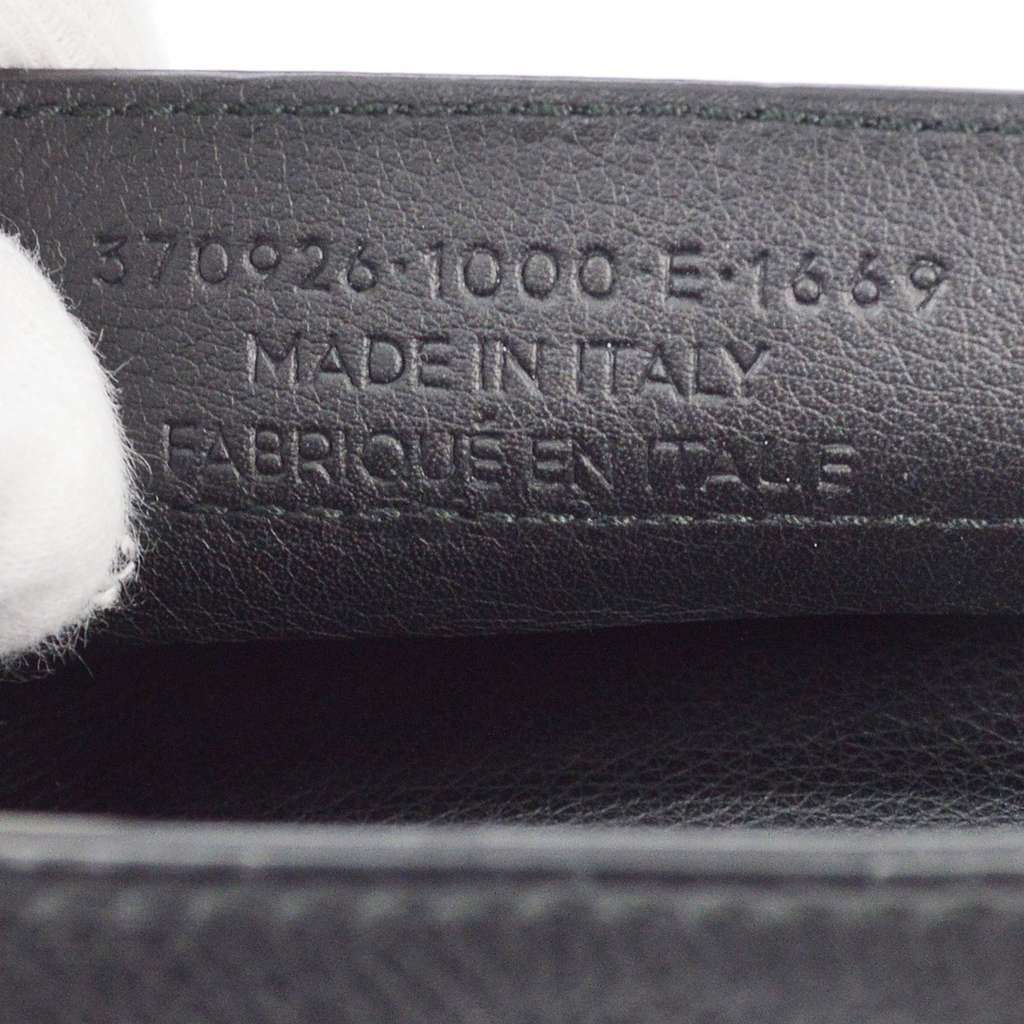 370926·1000·E·1669
MADE IN ITALY
FABRIQUÉ EN ITALIE